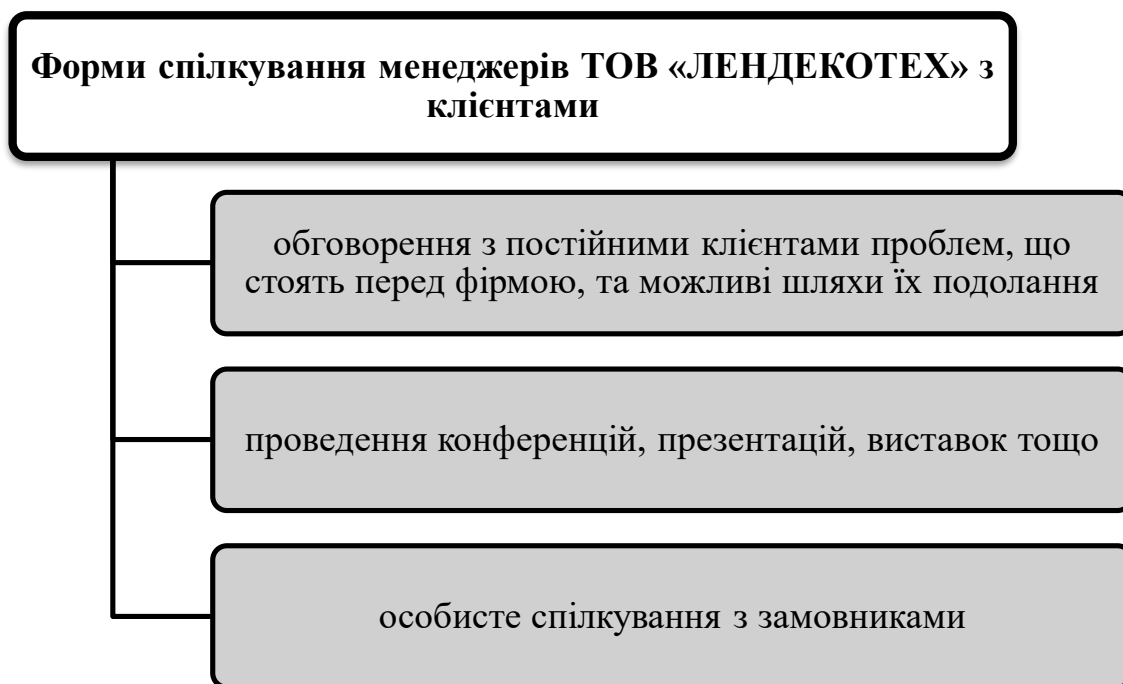 Форми спілкування менеджерів ТОВ «ЛЕНДЕКОТЕХ» з
клієнтами
обговорення з постійними клієнтами проблем, що
стоять перед фірмою, та можливі шляхи їх подолання
проведення конференцій, презентацій, виставок тощо
особисте спілкування з замовниками